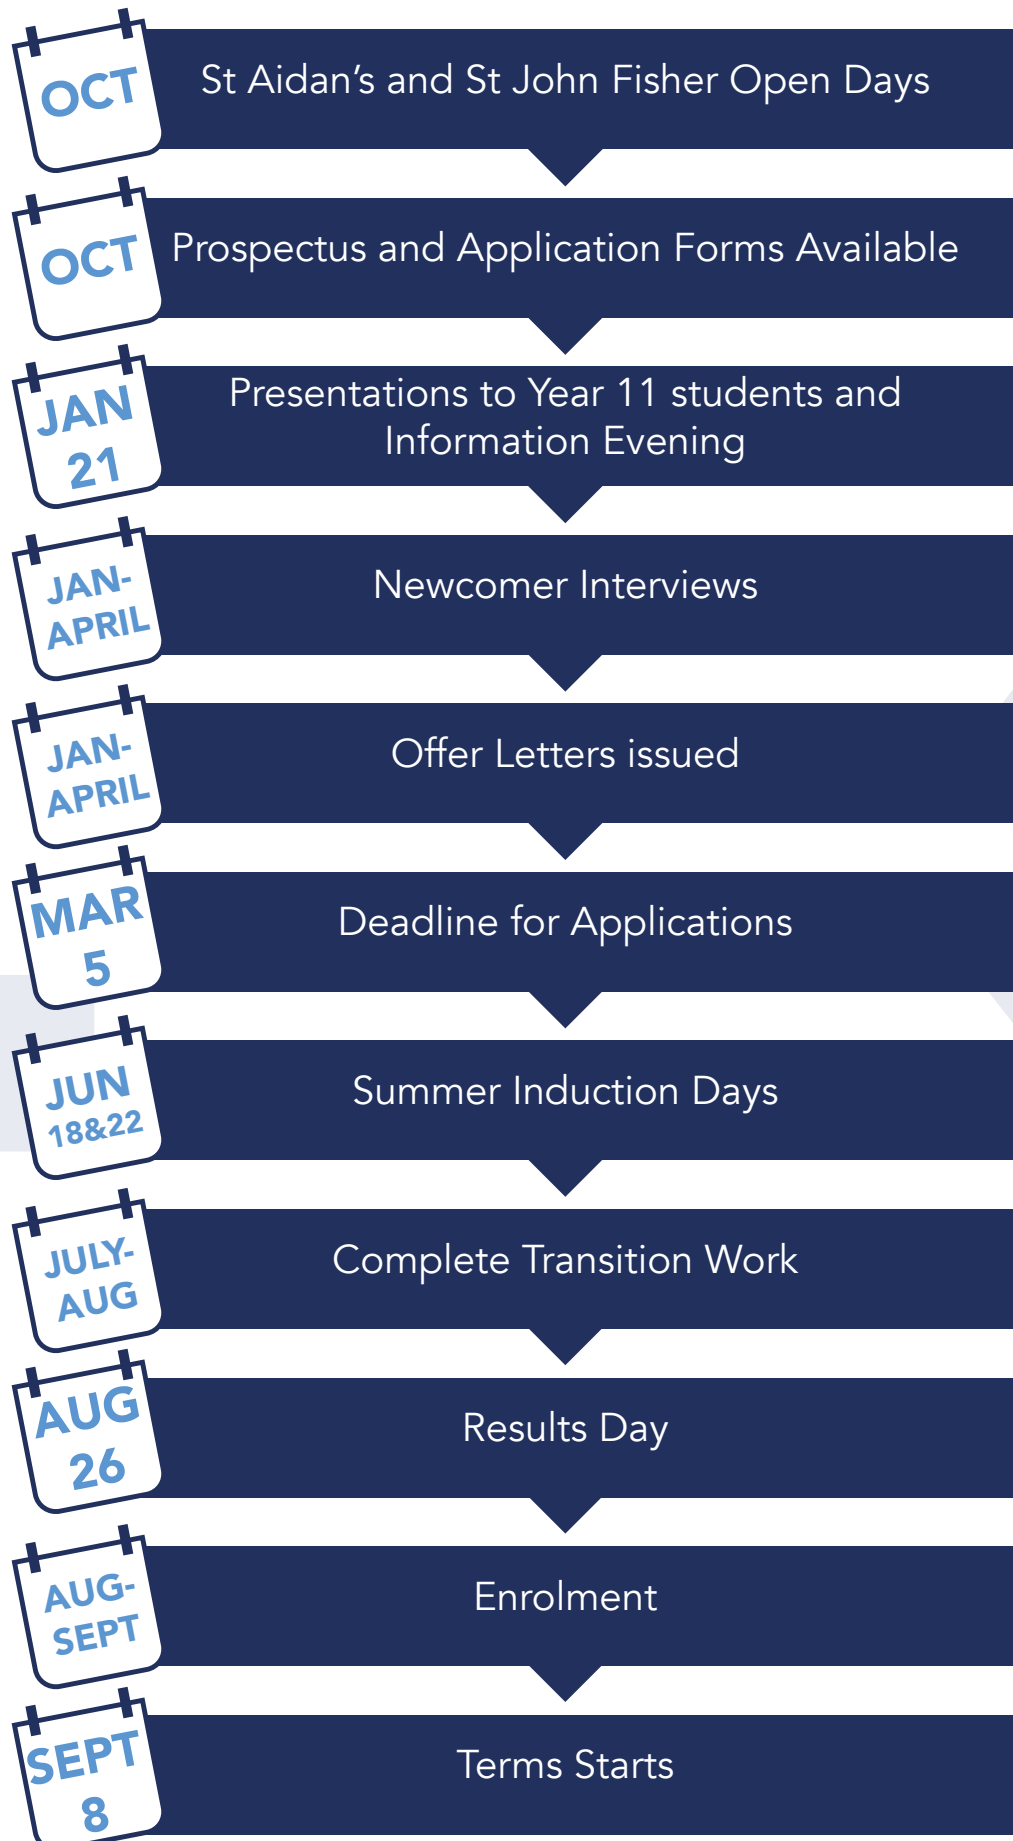 OCT
St Aidan’s and St John Fisher Open Days
OCT
Prospectus and Application Forms Available
JAN
21
Presentations to Year 11 students and
Information Evening
JAN-
APRIL
Newcomer Interviews
JAN-
APRIL
Offer Letters issued
MAR
5
Deadline for Applications
JUN
18&22
Summer Induction Days
JULY-
AUG
Complete Transition Work
AUG
26
Results Day
AUG-
SEPT
Enrolment
SEPT
8
Terms Starts